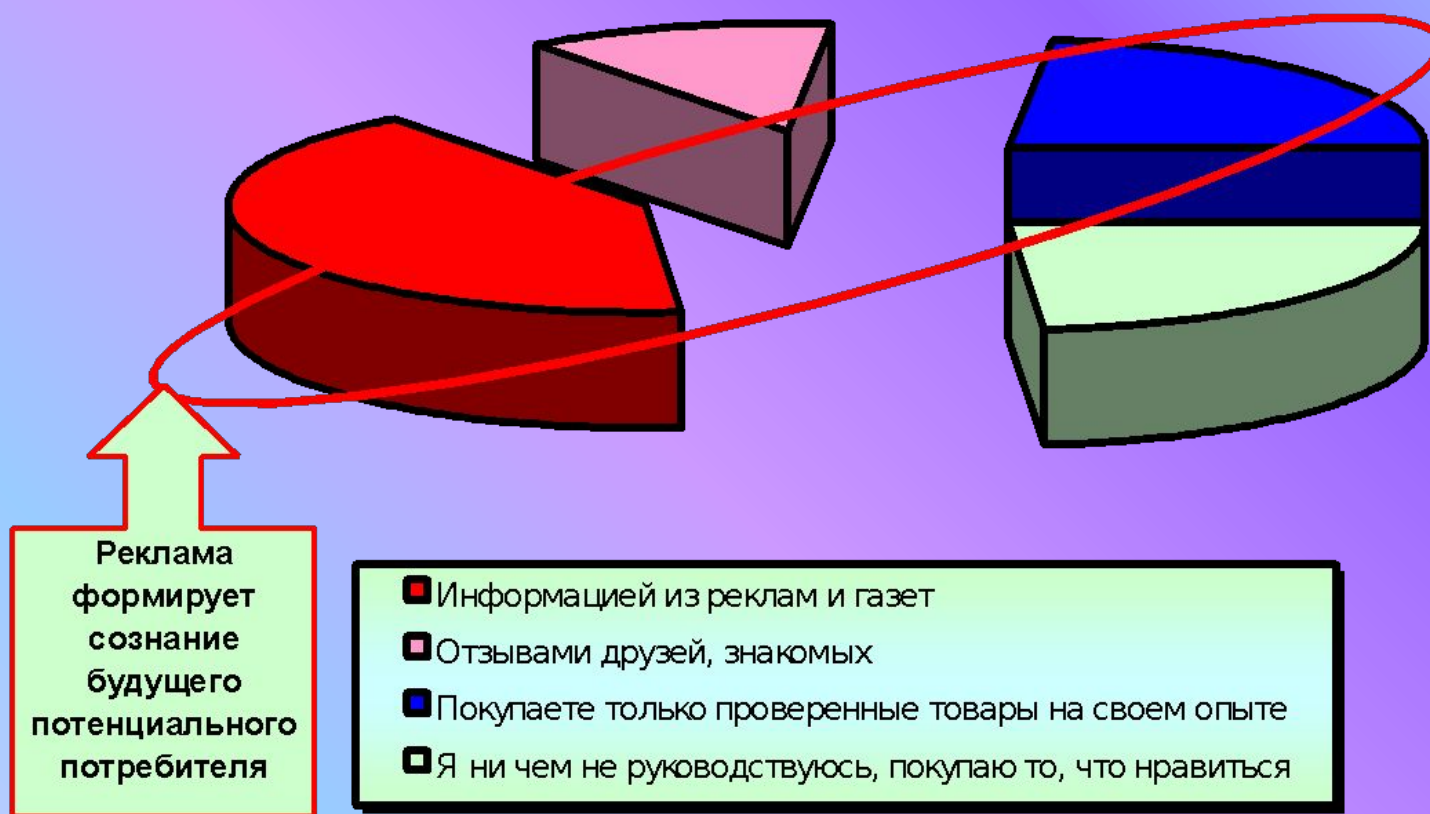 Реклама
формирует
сознание
будущего
потенциального
потребителя
Информацией из реклам и газет
Отзывами друзей, знакомых
Покупаете только проверенные товары на своем опыте
Я ни чем не руководствуюсь, покупаю то, что нравиться